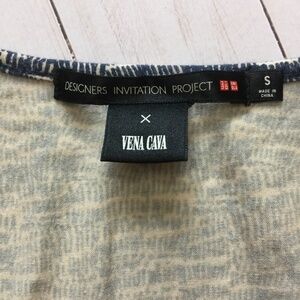 DESIGNERS INVITATION PROJECT
S
MADE IN
CHINA
X
VENA CAVA